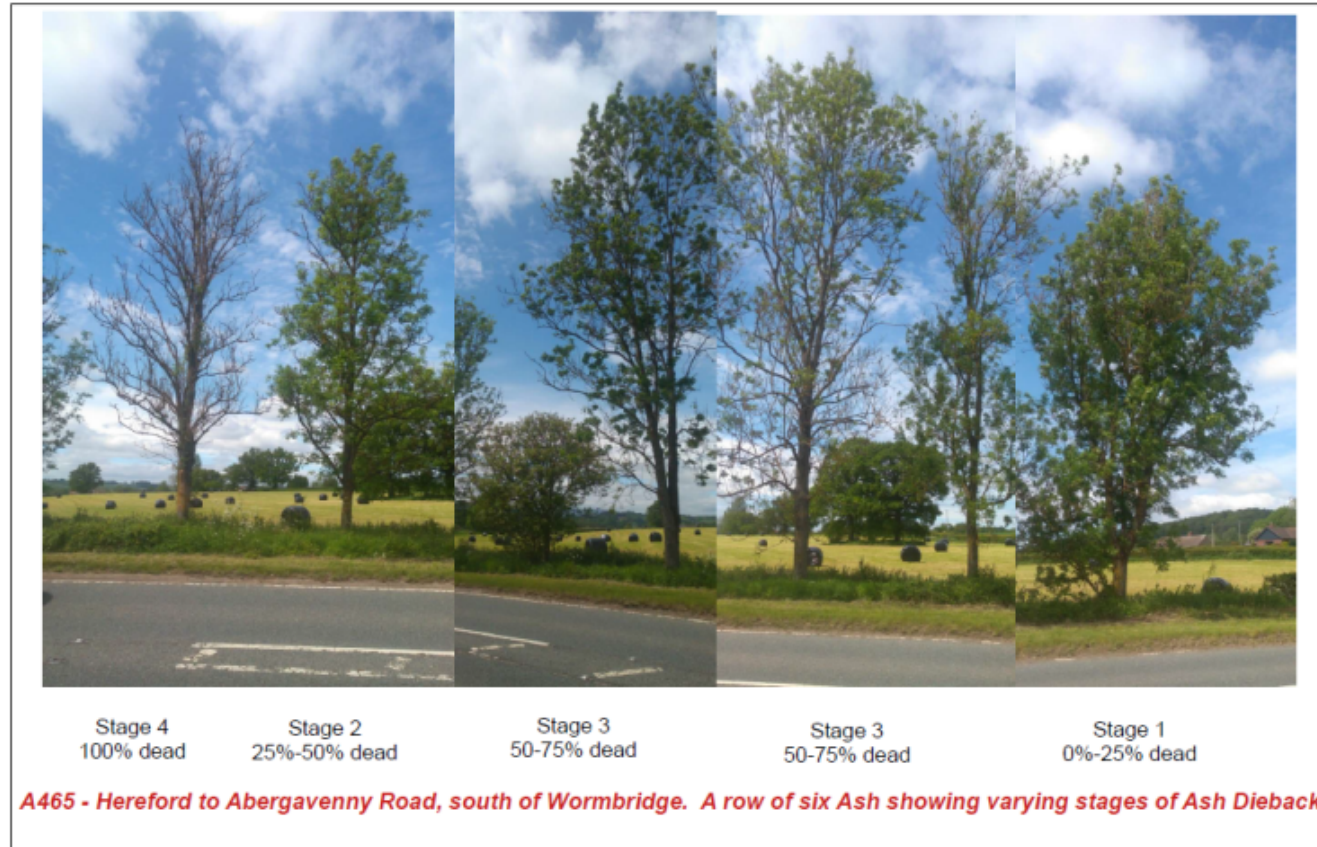 Stage 4
100% dead
Stage 2
25%-50% dead
Stage 3
50-75% dead
Stage 3
50-75% dead
Stage 1
0%-25% dead
A465 - Hereford to Abergavenny Road, south of Wormbridge. A row of six Ash showing varying stages of Ash Dieback